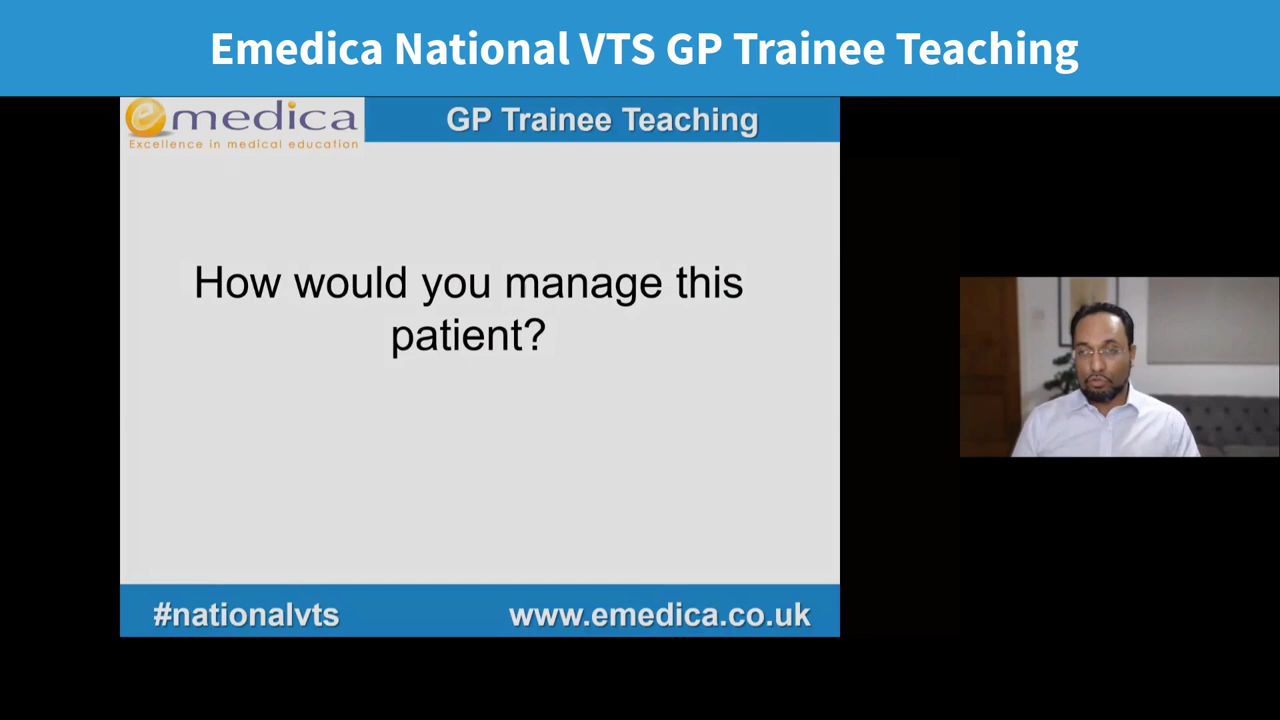 Emedica National VTS GP Trainee Teaching
emedica
Excellence in medical education
GP Trainee Teaching
How would you manage this
patient?
#nationalvts
www.emedica.co.uk